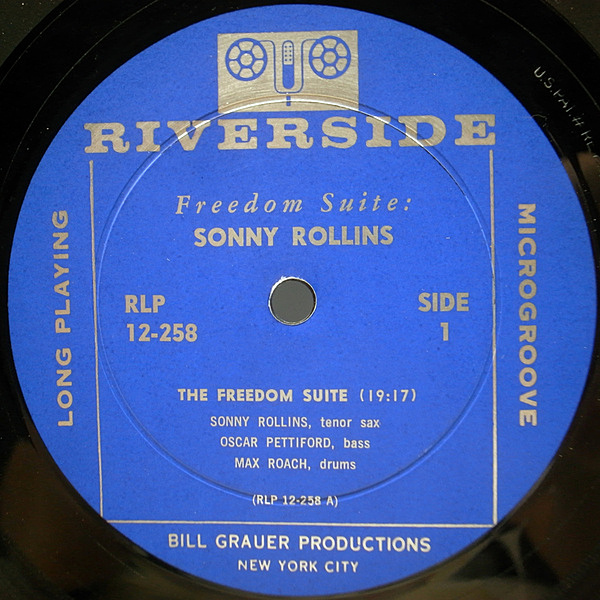 RIVERSIDE
Freedom Suite:
SONNY ROLLINS
LONG PLAYING
MICROGROOVE
RLP
12-258
SIDE
1
THE FREEDOM SUITE (19:17)
SONNY ROLLINS, tenor sax
OSCAR PETTIFORD, bass
MAX ROACH, drums
(RLP 12-258 A)
BILL GRAUER PRODUCTIONS
NEW YORK CITY
U.S.PAT.#